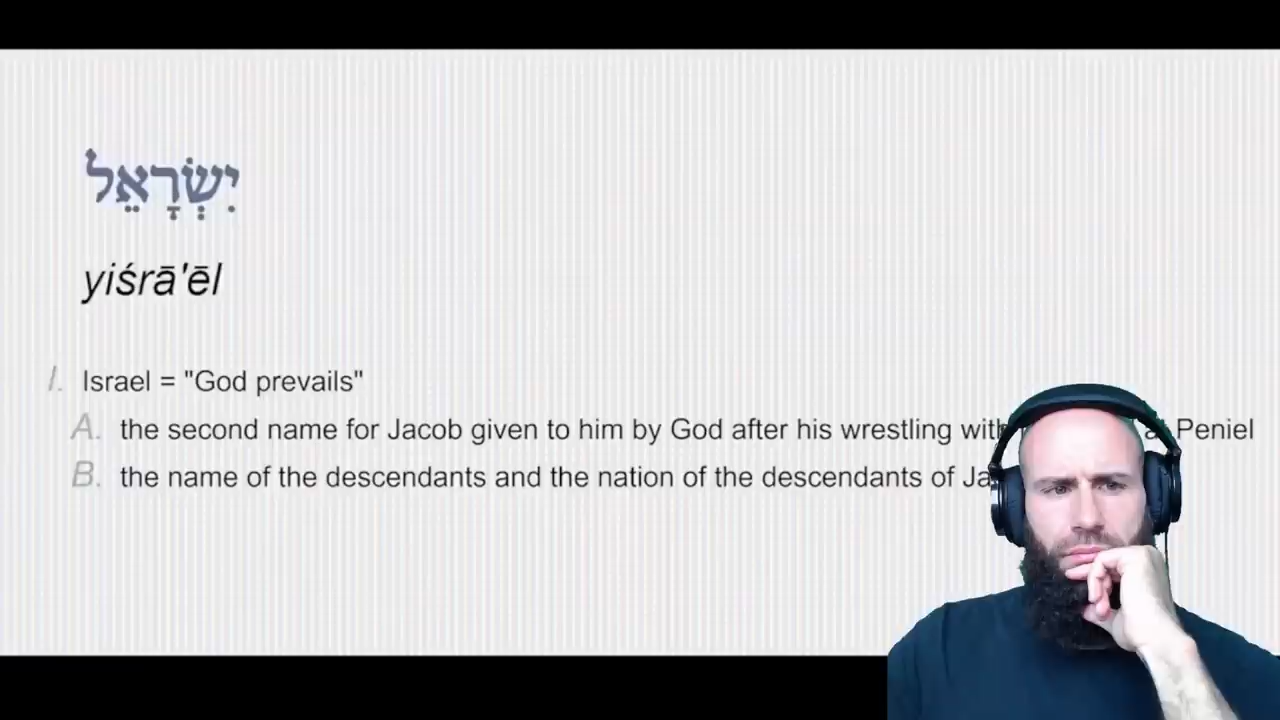 יִשְׂרָאֵל
yiśrā'ēl
I. Israel = "God prevails"
A. the second name for Jacob given to him by God after his wrestling with Peniel
B. the name of the descendants and the nation of the descendants of